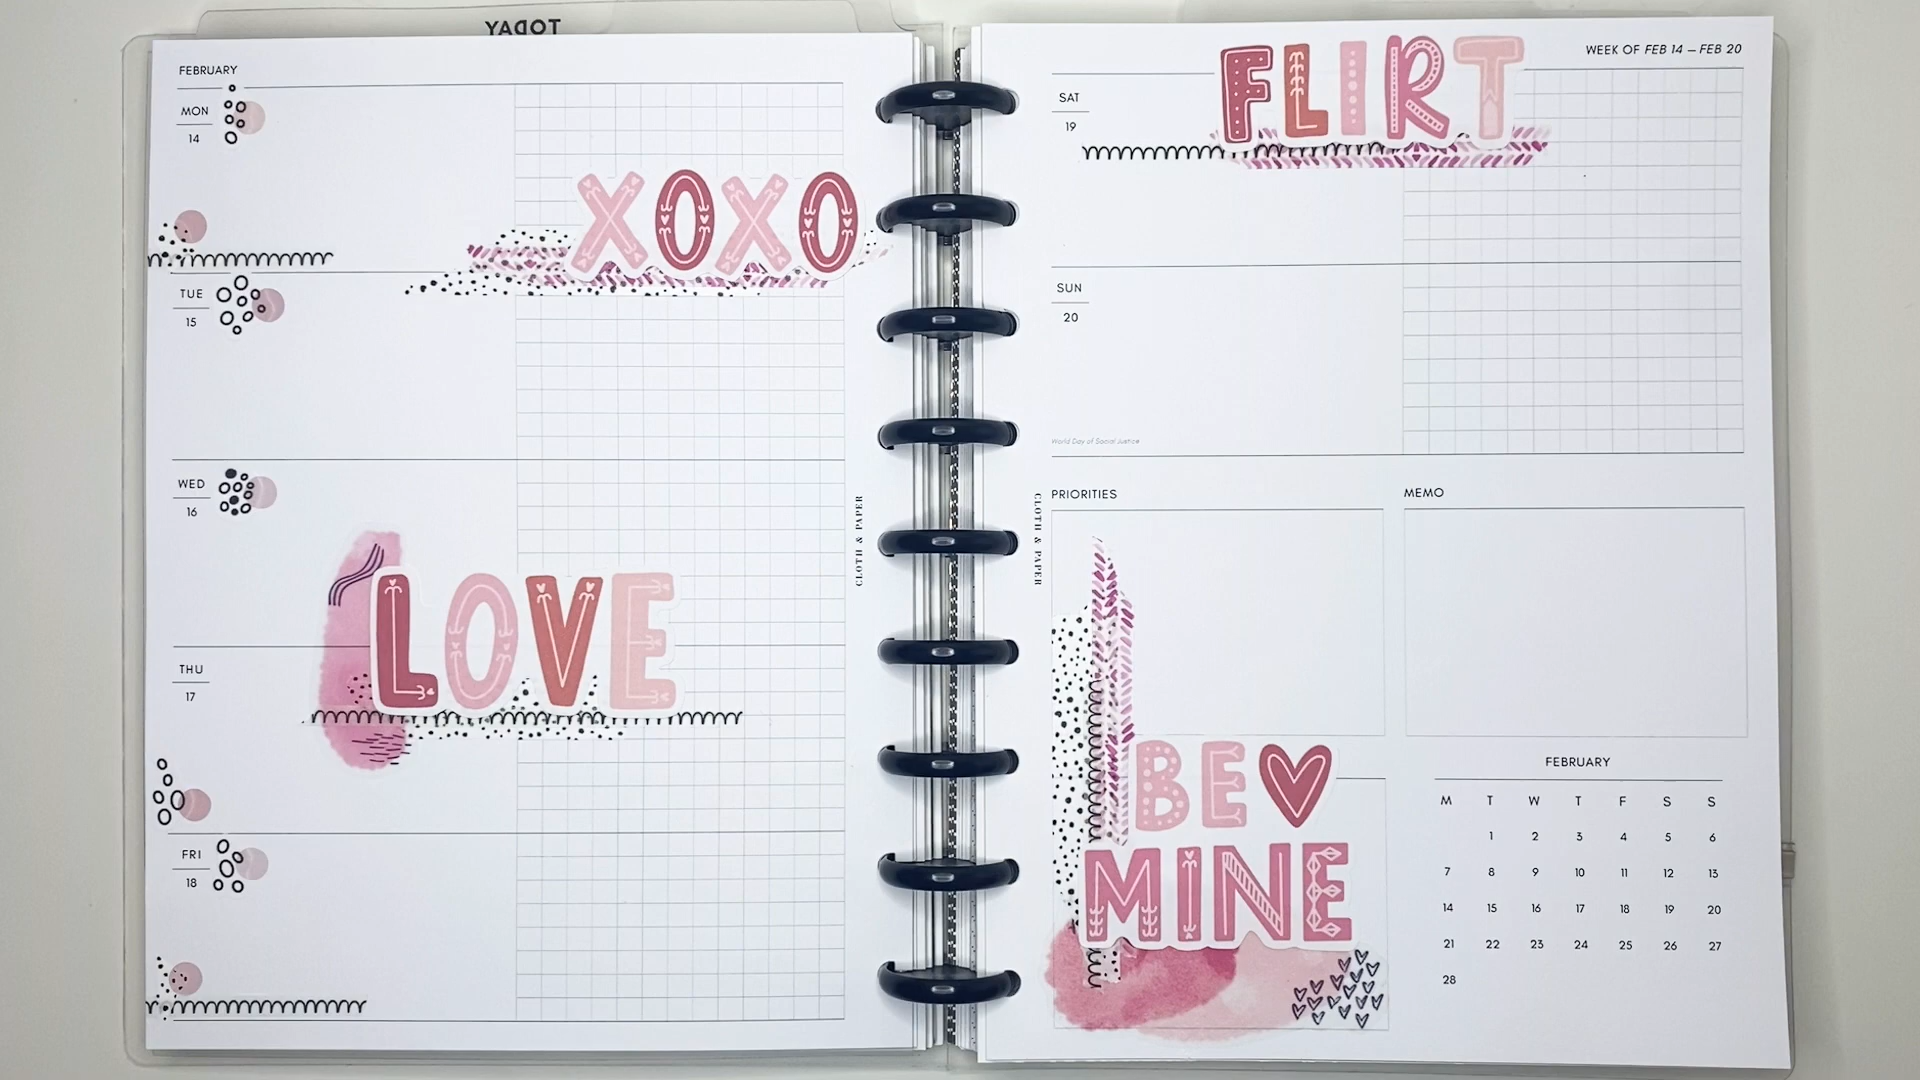 YADOT
FEBRUARY
MON
14
XOXO
TUE
15
WED
16
LOVE
THU
17
FRI
18
CLOTH & PAPER
WEEK OF FEB 14 – FEB 20
FLIRT
SAT
19
SUN
20
World Day of Social Justice
CLOTH & PAPER
PRIORITIES
MEMO
BE
MINE
FEBRUARY
M T W T F S S
1 2 3 4 5 6
7 8 9 10 11 12 13
14 15 16 17 18 19 20
21 22 23 24 25 26 27
28